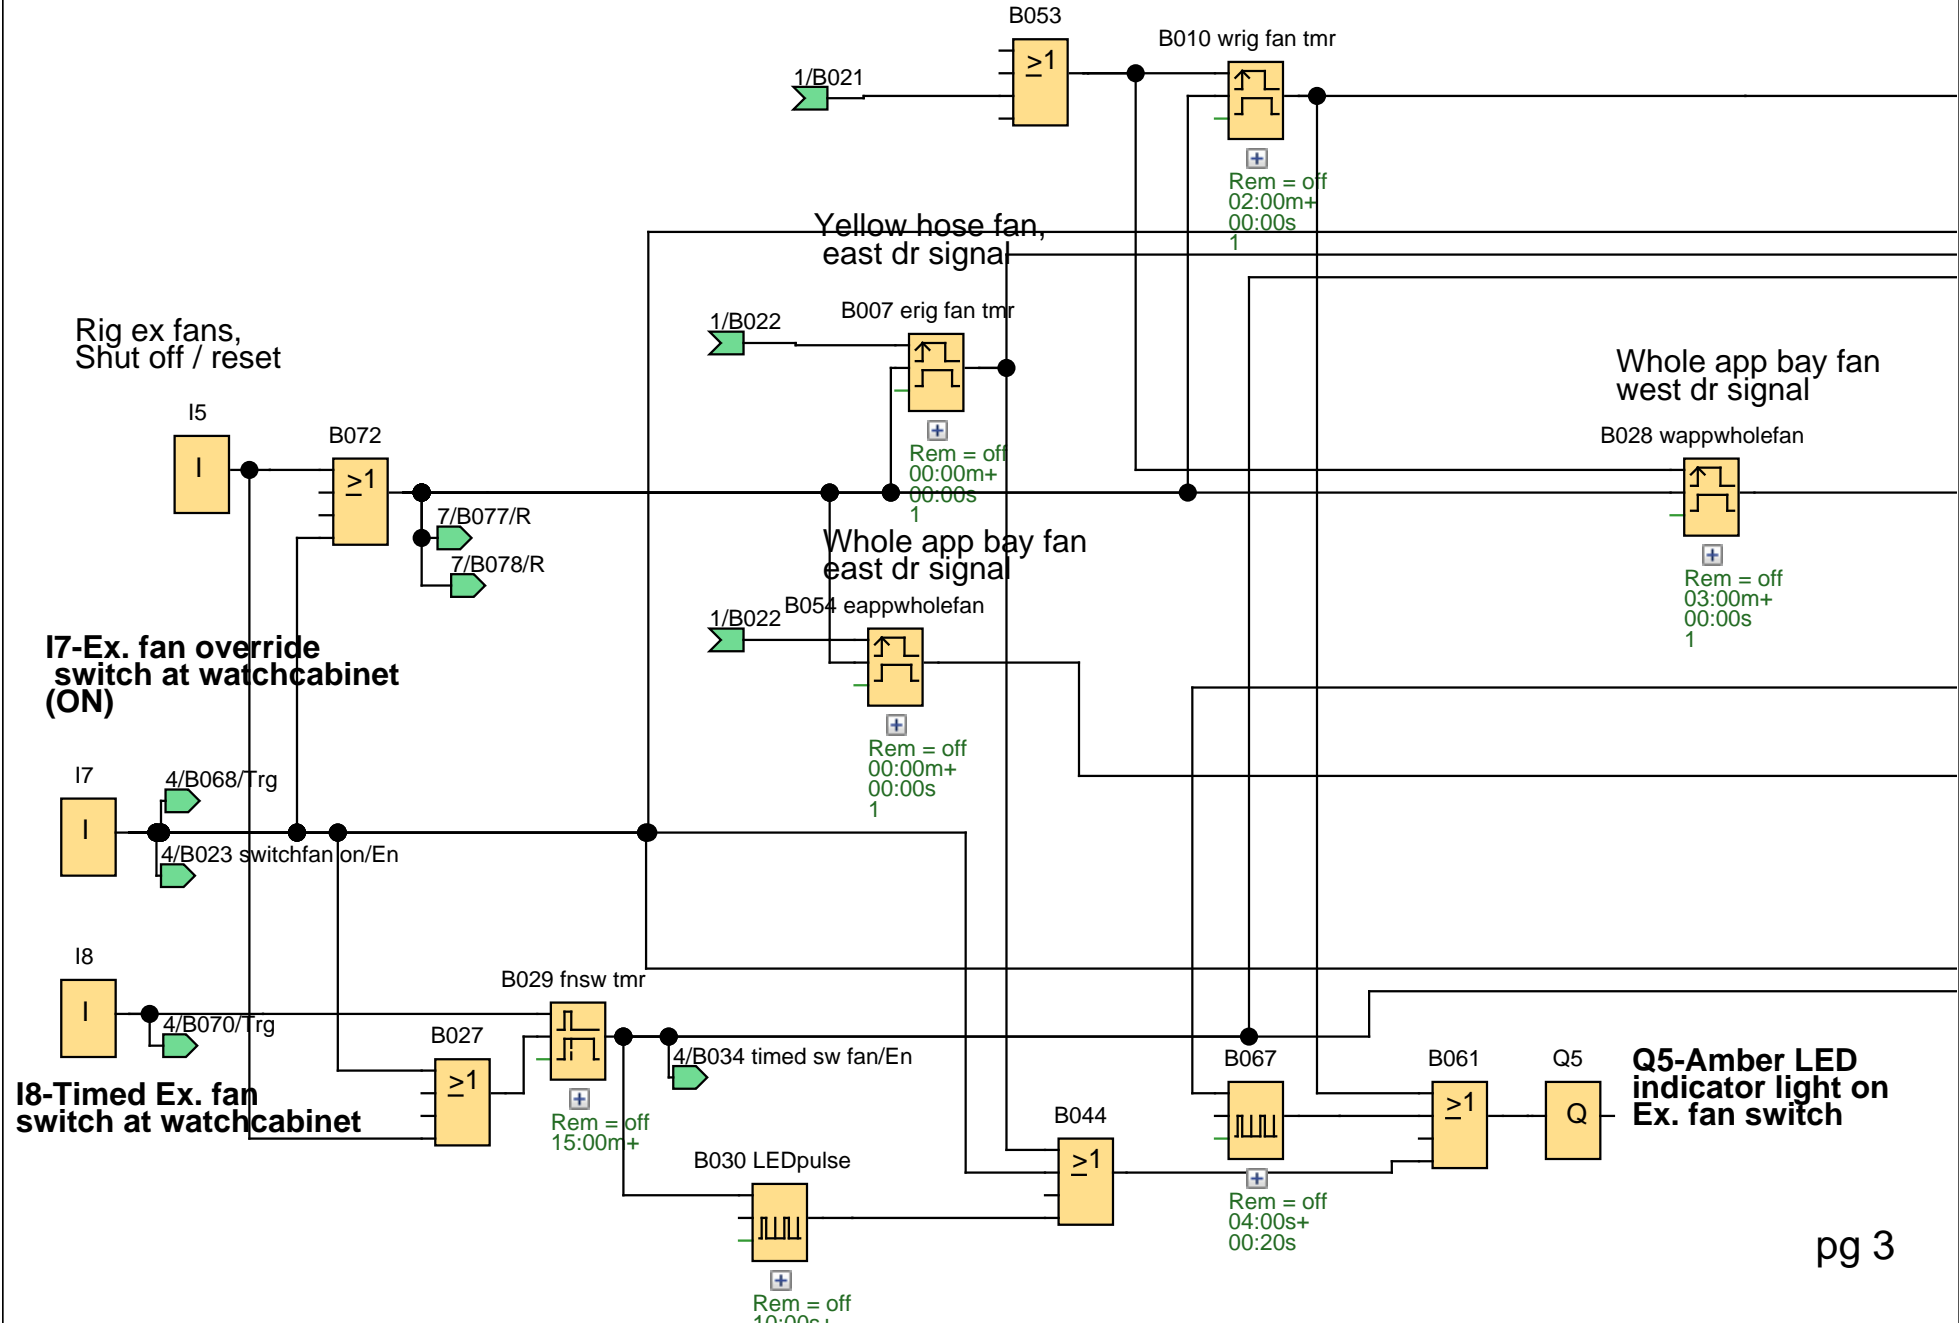 B053
B010 wrig fan tmr
1/B021
≥1
Rem = off
02:00m+
00:00s
1
Yellow hose fan,
east dr signal
B007 erig fan tmr
1/B022
Rem = off
00:00m+
00:00s
1
Rig ex fans,
Shut off / reset
I5
I
B072
≥1
7/B077/R
7/B078/R
Whole app bay fan
west dr signal
B028 wappwholefan
Rem = off
03:00m+
00:00s
1
Whole app bay fan
east dr signal
B054 eappwholefan
1/B022
Rem = off
00:00m+
00:00s
1
I7-Ex. fan override
switch at watchcabinet
(ON)
I7
I
4/B068/Trg
4/B023 switchfan on/En
I8
I
4/B070/Trg
I8-Timed Ex. fan
switch at watchcabinet
B027
≥1
B029 fnsw tmr
Rem = off
15:00m+
4/B034 timed sw fan/En
B030 LEDpulse
Rem = off
10:00s+
B044
≥1
B067
Rem = off
04:00s+
00:20s
B061
≥1
Q5
Q
Q5-Amber LED
indicator light on
Ex. fan switch
pg 3